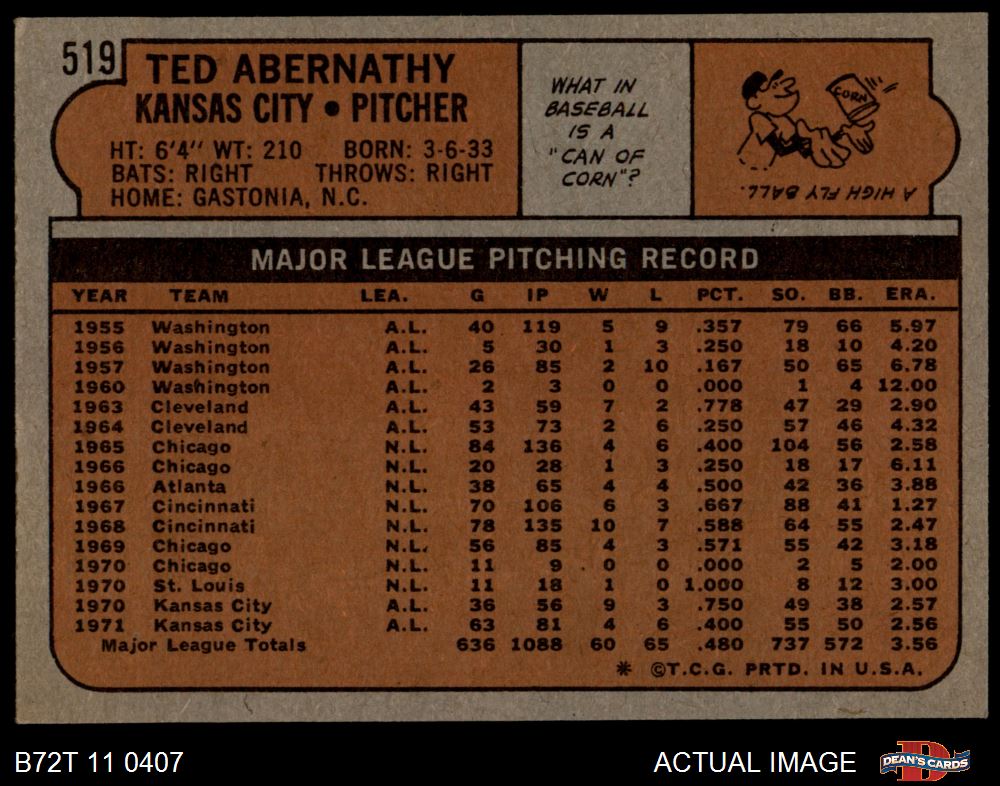 519
TED ABERNATHY
KANSAS CITY • PITCHER
HT: 6'4" WT: 210 BORN: 3-6-33
BATS: RIGHT THROWS: RIGHT
HOME: GASTONIA, N.C.
WHAT IN
BASEBALL
IS A
"CAN OF
CORN"?
CORN
A HIGH FLY BALL.
MAJOR LEAGUE PITCHING RECORD
YEAR TEAM LEA. G IP W L PCT. SO. BB. ERA.
1955 Washington A.L. 40 119 5 9 .357 79 66 5.97
1956 Washington A.L. 5 30 1 3 .250 18 10 4.20
1957 Washington A.L. 26 85 2 10 .167 50 65 6.78
1960 Washington A.L. 2 3 0 0 .000 1 4 12.00
1963 Cleveland A.L. 43 59 7 2 .778 47 29 2.90
1964 Cleveland A.L. 53 73 2 6 .250 57 46 4.32
1965 Chicago N.L. 84 136 4 6 .400 104 56 2.58
1966 Chicago N.L. 20 28 1 3 .250 18 17 6.11
1966 Atlanta N.L. 38 65 4 4 .500 42 36 3.88
1967 Cincinnati N.L. 70 106 6 3 .667 88 41 1.27
1968 Cincinnati N.L. 78 135 10 7 .588 64 55 2.47
1969 Chicago N.L. 56 85 4 3 .571 55 42 3.18
1970 Chicago N.L. 11 9 0 0 .000 2 5 2.00
1970 St. Louis N.L. 11 18 1 0 1.000 8 12 3.00
1970 Kansas City A.L. 36 56 9 3 .750 49 38 2.57
1971 Kansas City A.L. 63 81 4 6 .400 55 50 2.56
Major League Totals 636 1088 60 65 .480 737 572 3.56
* ©T.C.G. PRTD. IN U.S.A.
B72T 11 0407 ACTUAL IMAGE D DEAN'S CARDS